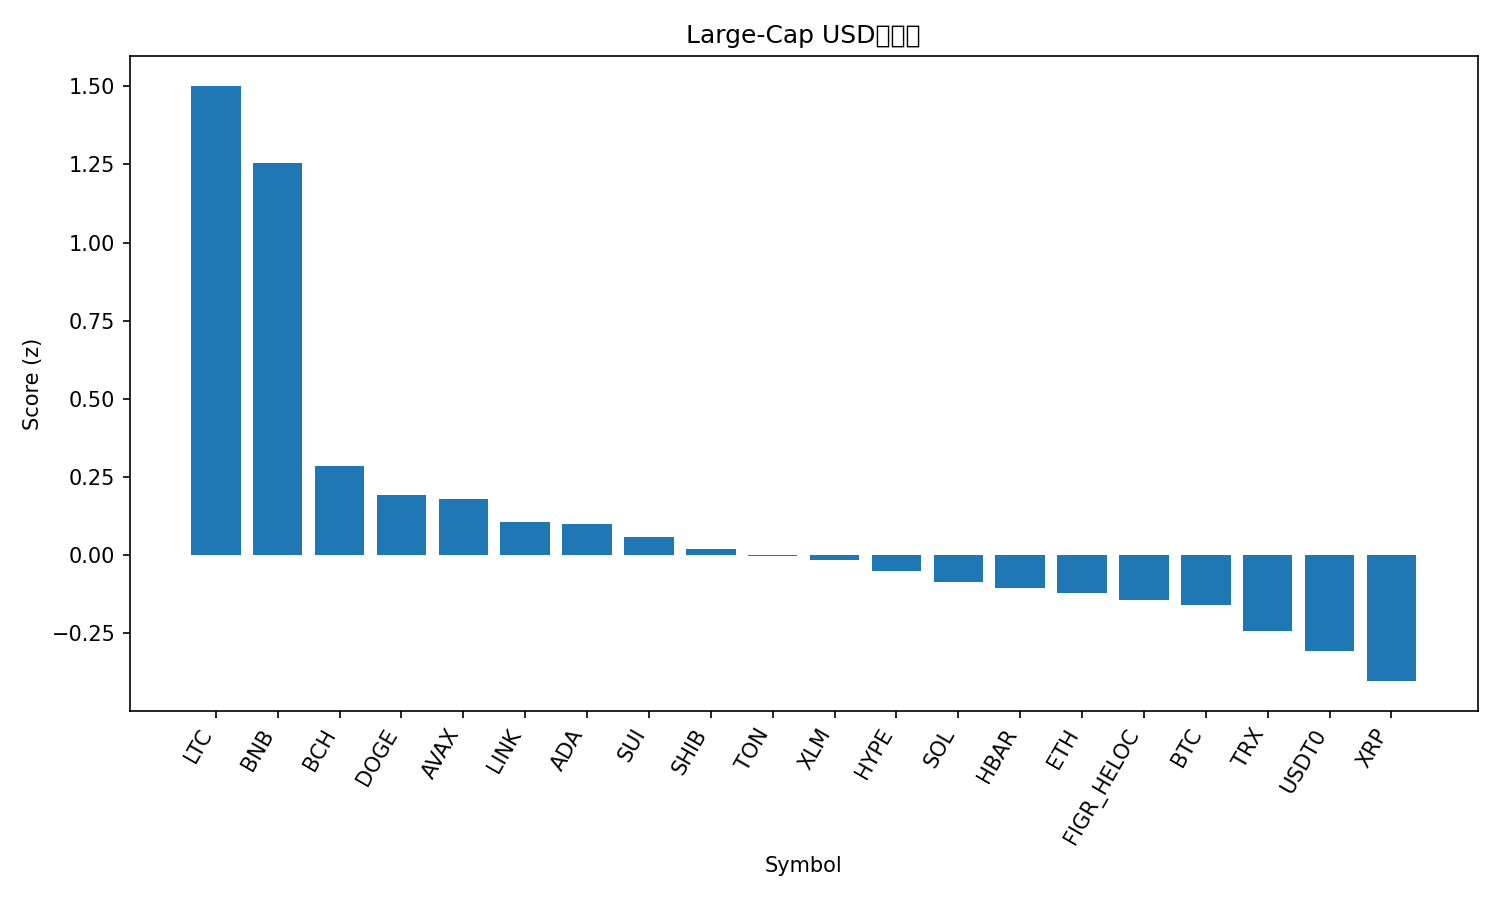 Large-Cap USD
Score (z)
1.50
1.25
1.00
0.75
0.50
0.25
0.00
−0.25
LTC
BNB
BCH
DOGE
AVAX
LINK
ADA
SUI
SHIB
TON
XLM
HYPE
SOL
HBAR
ETH
FIGR_HELOC
BTC
TRX
USDT0
XRP
Symbol